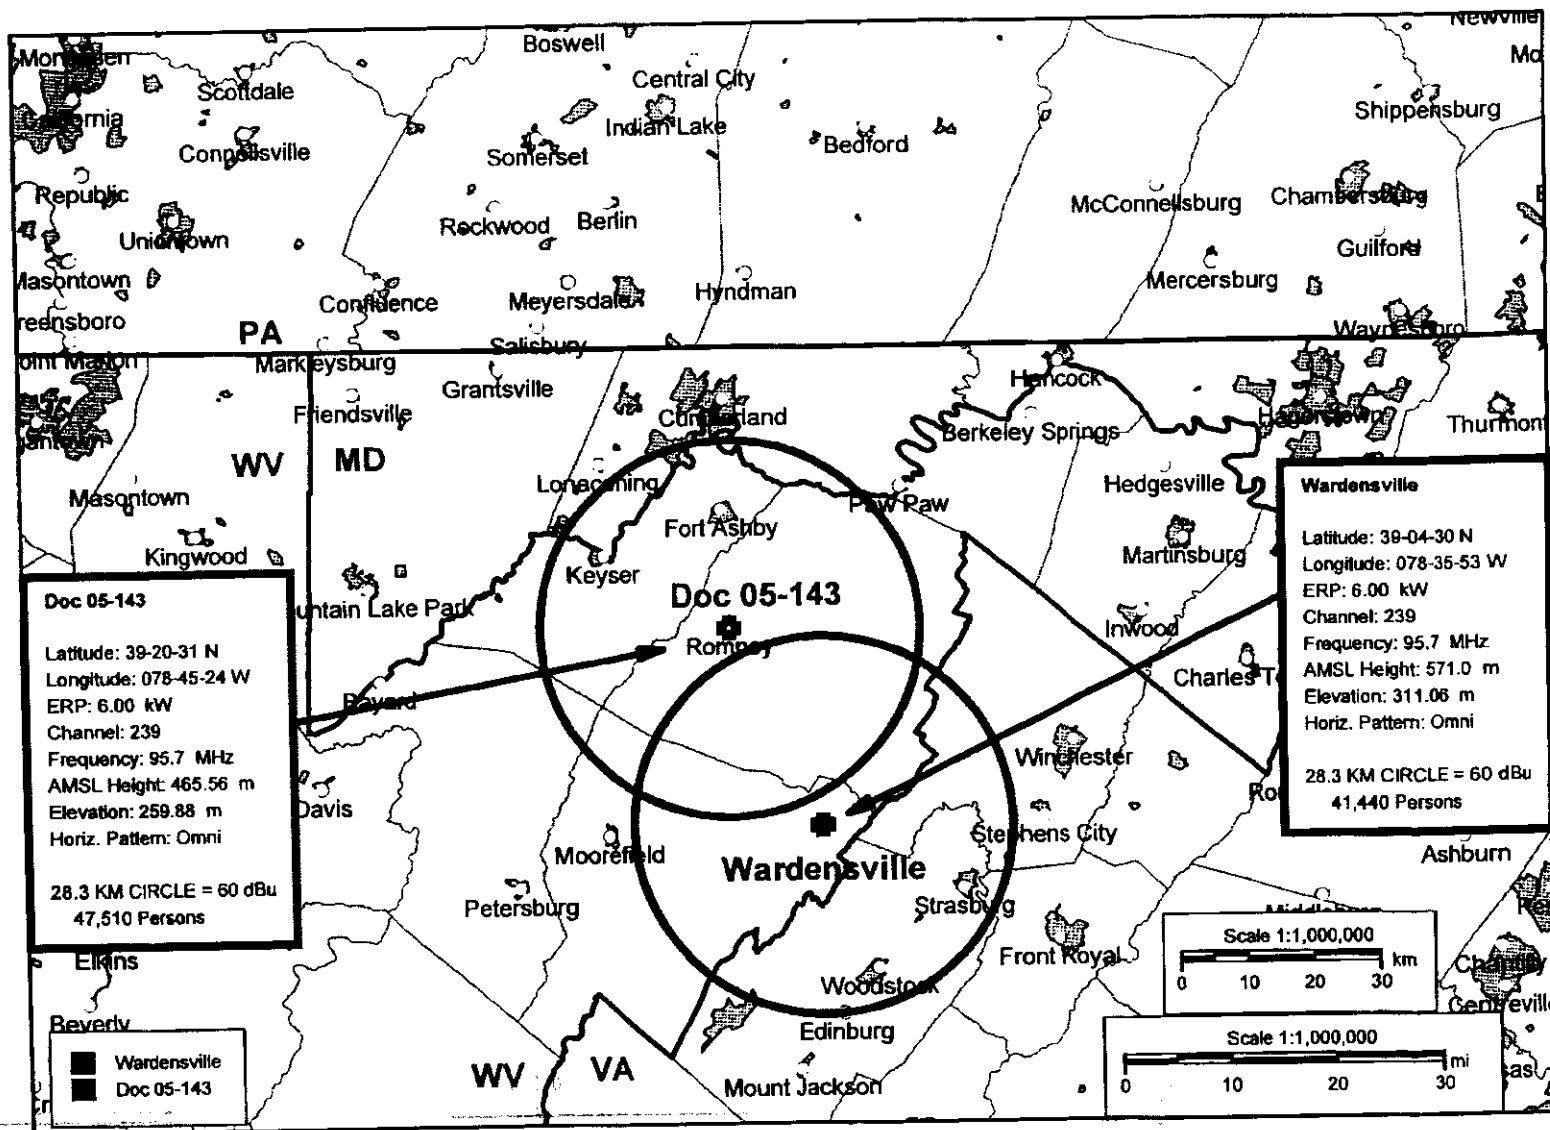 Newville
Boswell
Scottdale
Central City
Shippensburg
Connellsville
Indian Lake
Somerset
Bedford
Republic
McConnellsburg
Chambersburg
Rockwood
Berlin
Uniontown
Guilford
Masontown
Mercersburg
Confluence
Meyersdale
Hyndman
PA
Waynesboro
Salisbury
Markleysburg
Grantsville
Hancock
Friendsville
Cumberland
Berkeley Springs
Hagerstown
WV
MD
Lonaconing
Masontown
Hedgesville
Paw Paw
Fort Ashby
Martinsburg
Kingwood
Keyser
Doc 05-143
Inwood
Romney
Bayard
Winchester
Davis
Stephens City
Moorefield
Ashburn
Wardensville
Petersburg
Strasburg
Front Royal
Elkins
Woodstock
Beverly
Edinburg
WV
VA
Mount Jackson
Doc 05-143
Latitude: 39-20-31 N
Longitude: 078-45-24 W
ERP: 6.00 kW
Channel: 239
Frequency: 95.7 MHz
AMSL Height: 465.56 m
Elevation: 259.88 m
Horiz. Pattern: Omni
28.3 KM CIRCLE = 60 dBu
47,510 Persons
Wardensville
Latitude: 39-04-30 N
Longitude: 078-35-53 W
ERP: 6.00 kW
Channel: 239
Frequency: 95.7 MHz
AMSL Height: 571.0 m
Elevation: 311.06 m
Horiz. Pattern: Omni
28.3 KM CIRCLE = 60 dBu
41,440 Persons
Scale 1:1,000,000
km
0 10 20 30
Scale 1:1,000,000
mi
0 10 20 30
Wardensville
Doc 05-143